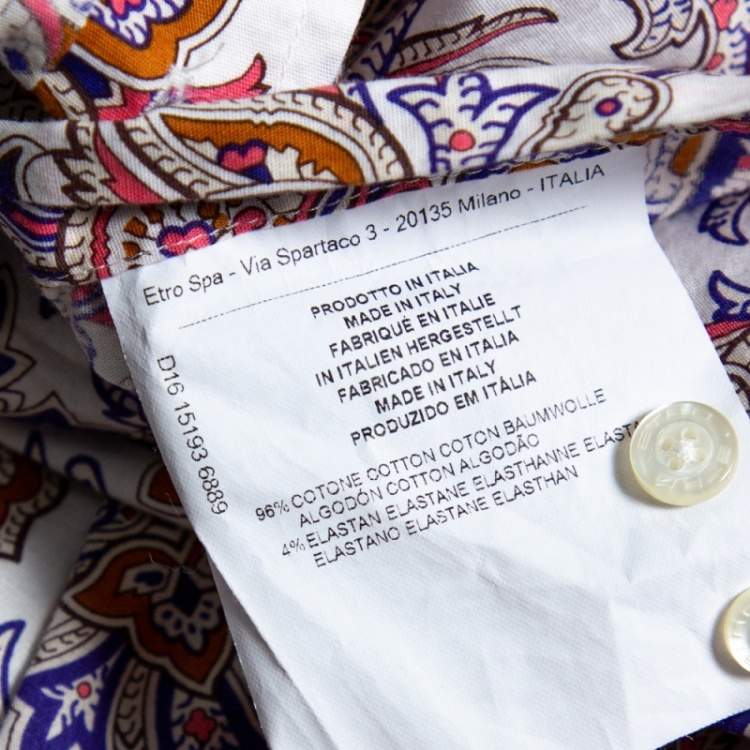 Etro Spa - Via Spartaco 3 - 20135 Milano - ITALIA
PRODOTTO IN ITALIA
MADE IN ITALY
FABRIQUÉ EN ITALIE
IN ITALIEN HERGESTELLT
FABRICADO EN ITALIA
MADE IN ITALY
PRODUZIDO EM ITÀLIA
D16 15193 6889
96% COTONE COTTON COTON BAUMWOLLE
ALGODÓN COTTON ALGODÃO
4% ELASTAN ELASTANE ELASTHANNE ELASTA
ELASTANO ELASTANE ELASTHAN